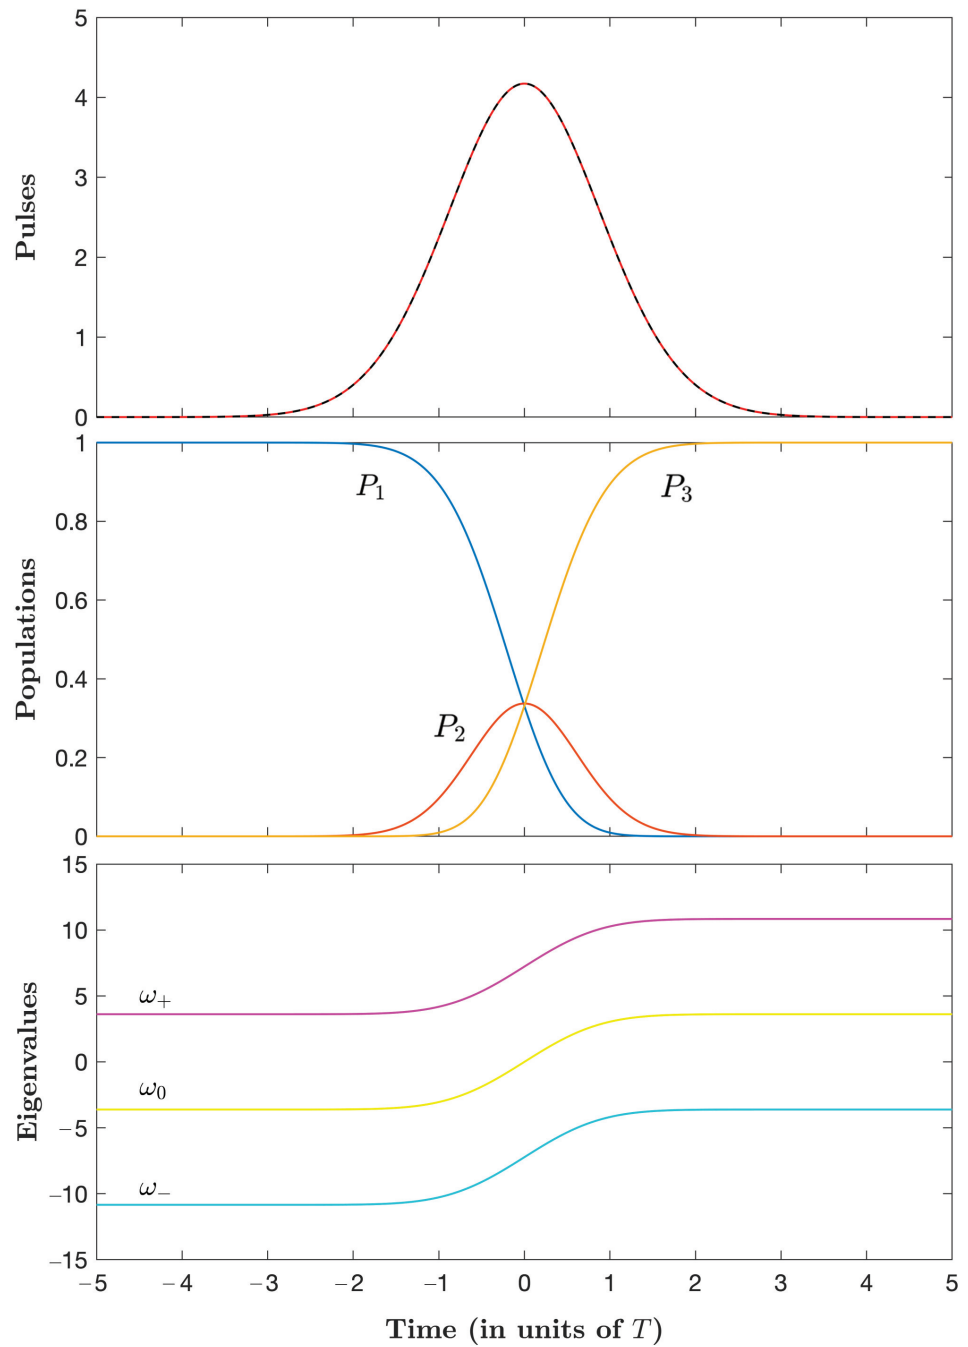 5
4
3
2
1
0
Pulses
1
0.8
0.6
0.4
0.2
0
Populations
P₁
P₂
P₃
15
10
5
0
−5
−10
−15
Eigenvalues
ω₊
ω₀
ω₋
−5 −4 −3 −2 −1 0 1 2 3 4 5
Time (in units of T)